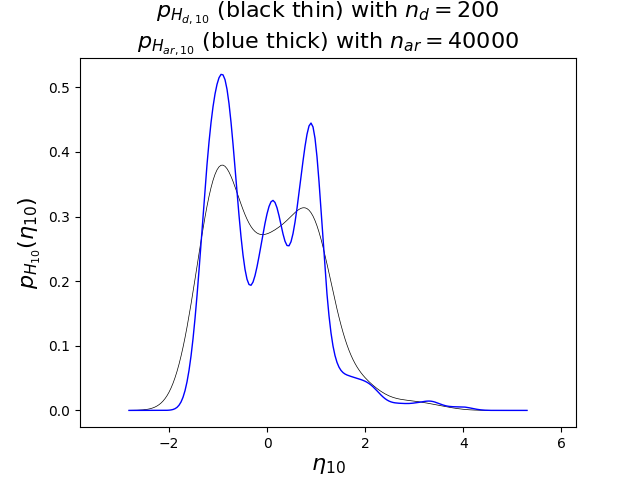 p_{H_{d,10}} (black thin) with n_d = 200
p_{H_{ar,10}} (blue thick) with n_{ar} = 40000
p_{H_{10}}(η_{10})
0.5
0.4
0.3
0.2
0.1
0.0
−2 0 2 4 6
η_{10}